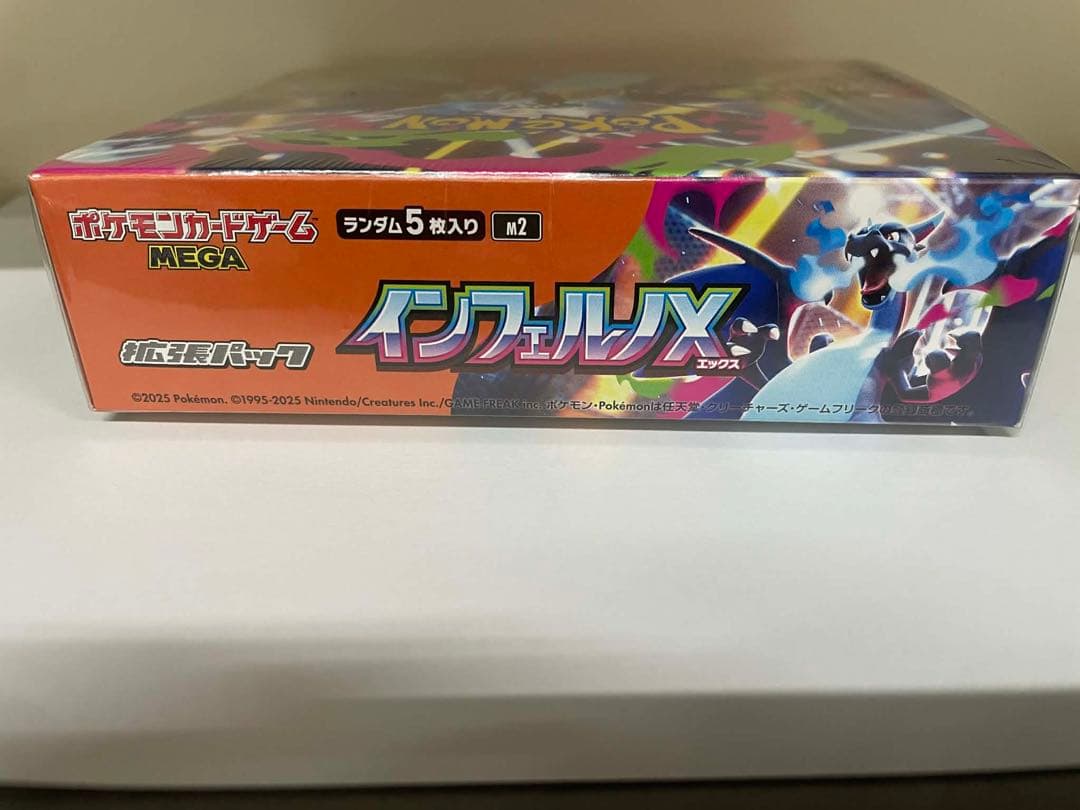 POKÉMON
ポケモンカードゲーム™
MEGA
ランダム5枚入り
M2
インフェルノX
エックス
拡張パック
©2025 Pokémon. ©1995-2025 Nintendo/Creatures Inc./GAME FREAK inc. ポケモン・Pokémonは任天堂・クリーチャーズ・ゲームフリークの登録商標です。